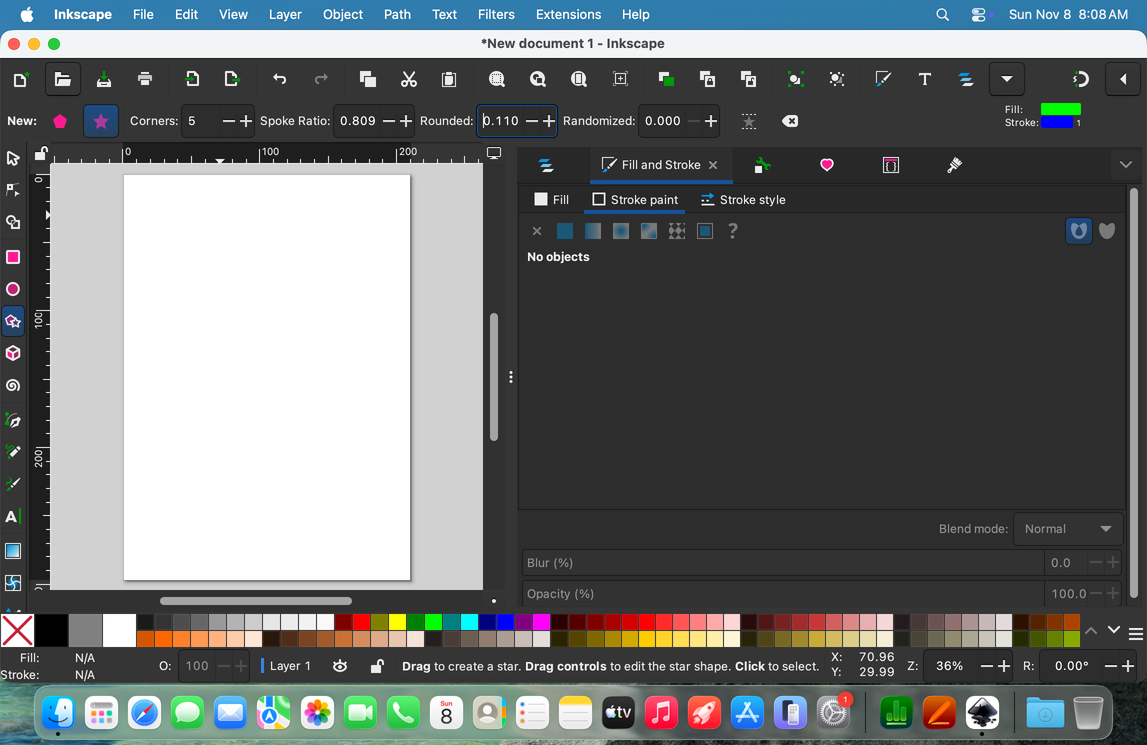 Inkscape File Edit View Layer Object Path Text Filters Extensions Help Sun Nov 8 8:08 AM
*New document 1 - Inkscape
New: Corners: 5 Spoke Ratio: 0.809 Rounded: 0.110 Randomized: 0.000 Fill:
Stroke: 1
0 100 200
0
100
200
Fill and Stroke
Fill Stroke paint Stroke style
?
No objects
Blend mode: Normal
Blur (%) 0.0
Opacity (%) 100.0
Fill: N/A
Stroke: N/A
O: 100 Layer 1 Drag to create a star. Drag controls to edit the star shape. Click to select. X: 70.96
Y: 29.99
Z: 36% R: 0.00°
Sun
8
tv
1